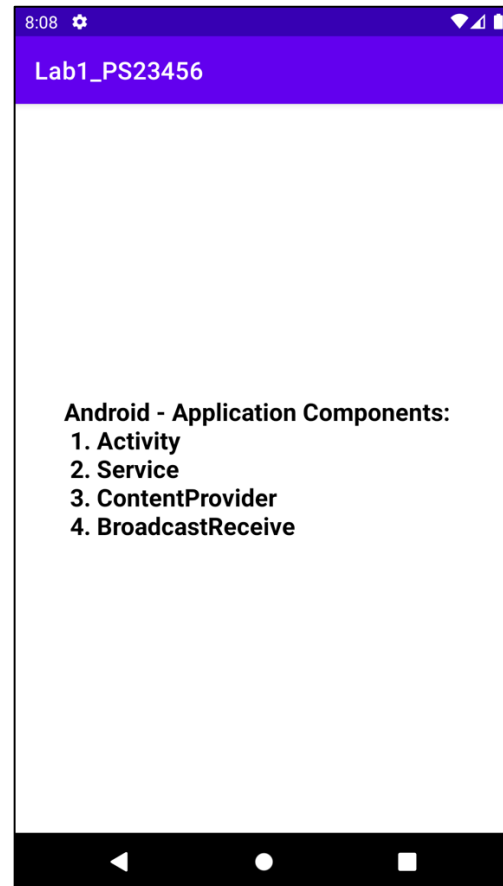 8:08
Lab1_PS23456
Android - Application Components:
1. Activity
2. Service
3. ContentProvider
4. BroadcastReceive